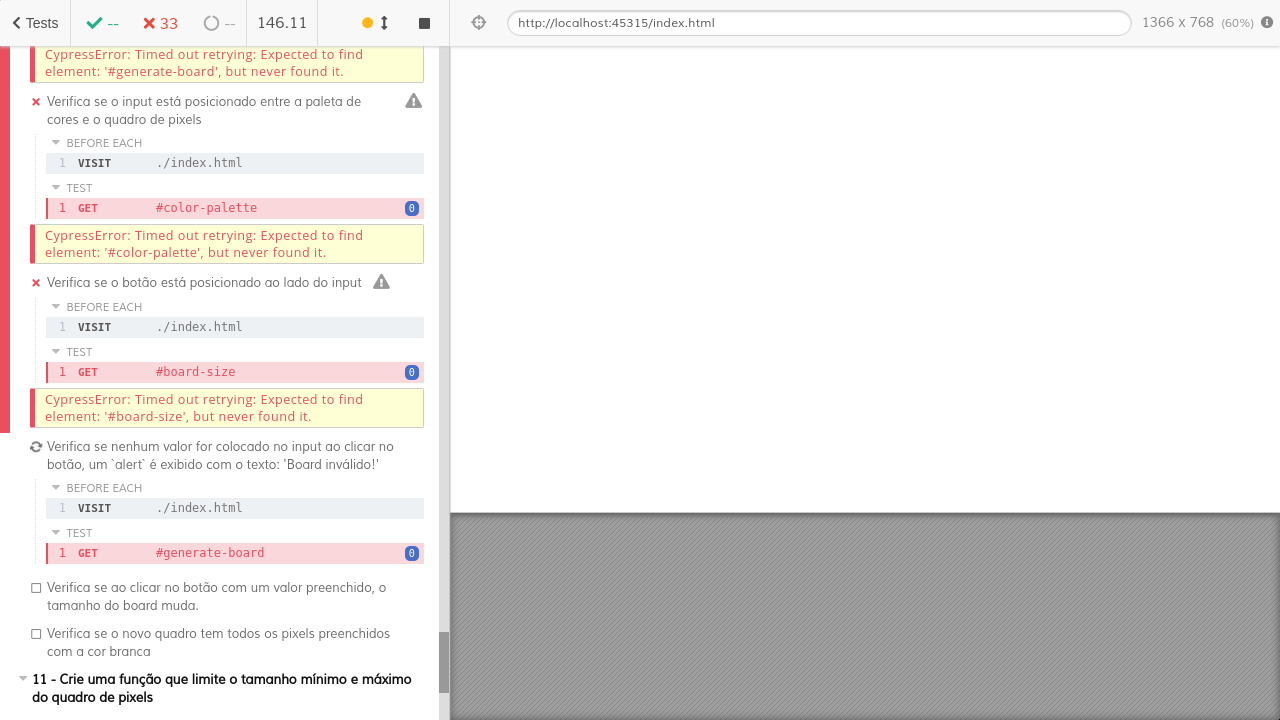 Tests -- 33 -- 146.11 http://localhost:45315/index.html 1366 x 768 (60%)
CypressError: Timed out retrying: Expected to find
element: '#generate-board', but never found it.
Verifica se o input está posicionado entre a paleta de
cores e o quadro de pixels
BEFORE EACH
1 VISIT ./index.html
TEST
1 GET #color-palette 0
CypressError: Timed out retrying: Expected to find
element: '#color-palette', but never found it.
Verifica se o botão está posicionado ao lado do input
BEFORE EACH
1 VISIT ./index.html
TEST
1 GET #board-size 0
CypressError: Timed out retrying: Expected to find
element: '#board-size', but never found it.
Verifica se nenhum valor for colocado no input ao clicar no
botão, um `alert` é exibido com o texto: 'Board inválido!'
BEFORE EACH
1 VISIT ./index.html
TEST
1 GET #generate-board 0
Verifica se ao clicar no botão com um valor preenchido, o
tamanho do board muda.
Verifica se o novo quadro tem todos os pixels preenchidos
com a cor branca
11 - Crie uma função que limite o tamanho mínimo e máximo
do quadro de pixels